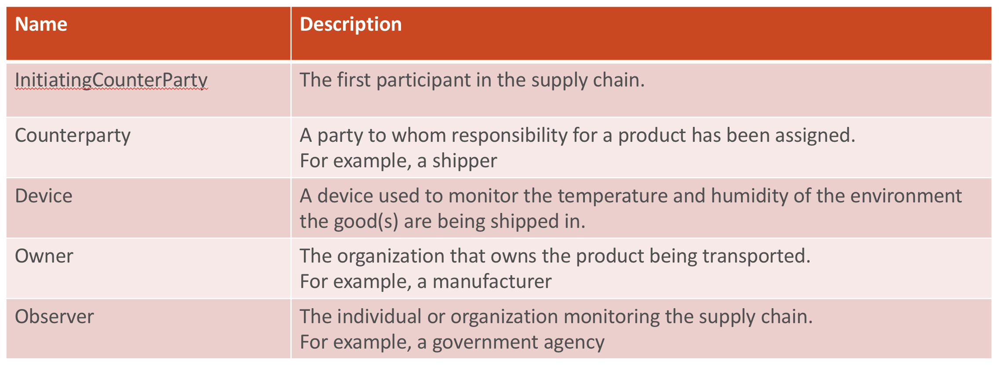 Name
Description
InitiatingCounterParty
The first participant in the supply chain.
Counterparty
A party to whom responsibility for a product has been assigned.
For example, a shipper
Device
A device used to monitor the temperature and humidity of the environment
the good(s) are being shipped in.
Owner
The organization that owns the product being transported.
For example, a manufacturer
Observer
The individual or organization monitoring the supply chain.
For example, a government agency